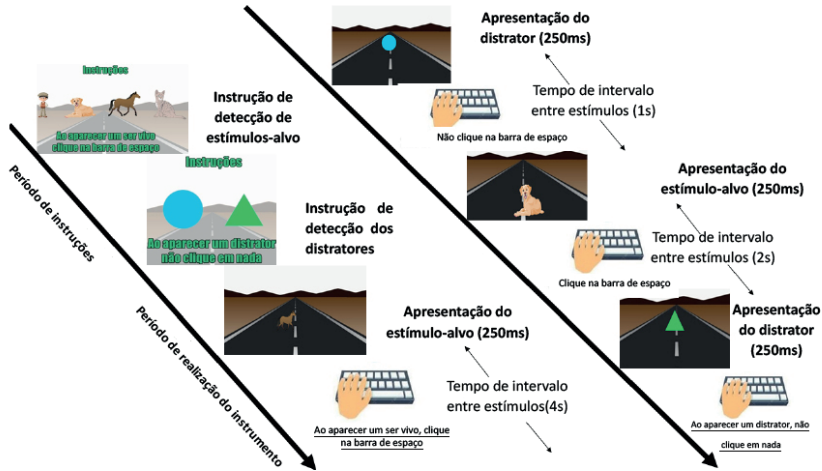 Instruções
Ao aparecer um ser vivo
clique na barra de espaço
Instrução de
detecção de
estímulos-alvo
Período de instruções
Instruções
Ao aparecer um distrator
não clique em nada
Instrução de
detecção dos
distratores
Período de realização do instrumento
Apresentação do
estímulo-alvo (250ms)
Tempo de intervalo
entre estímulos(4s)
Ao aparecer um ser vivo, clique
na barra de espaço
Apresentação do
distrator (250ms)
Tempo de intervalo
entre estímulos (1s)
Não clique na barra de espaço
Apresentação do
estímulo-alvo (250ms)
Tempo de intervalo
entre estímulos (2s)
Clique na barra de espaço
Apresentação
do distrator
(250ms)
Ao aparecer um distrator, não
clique em nada